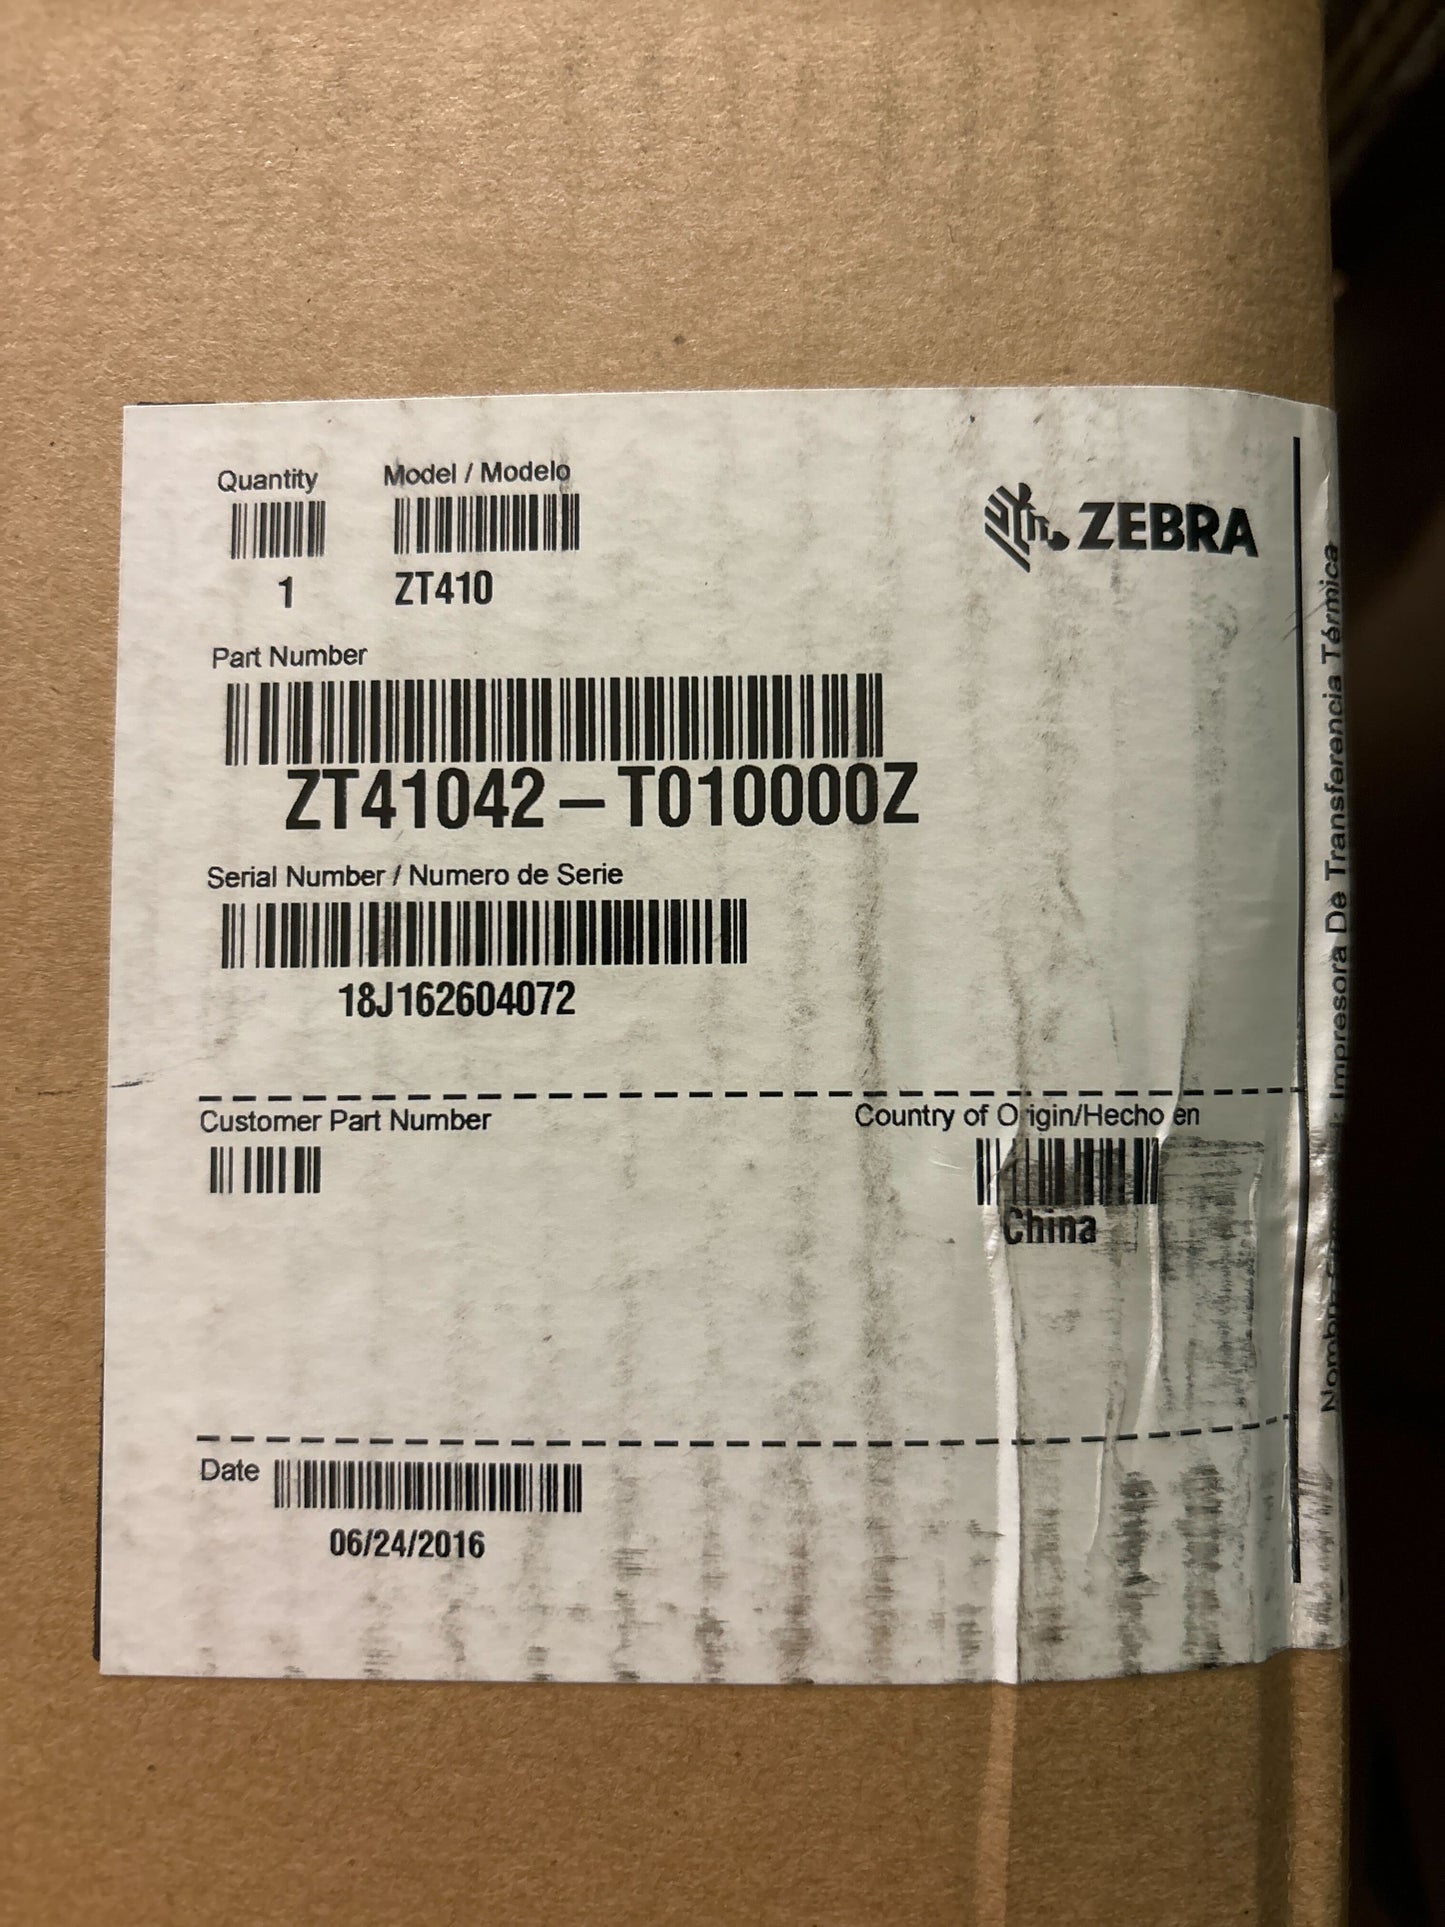 Quantity
Model / Modelo
1
ZT410
ZEBRA
Part Number
ZT41042-T010000Z
Serial Number / Numero de Serie
18J162604072
Customer Part Number
Country of Origin/Hecho en
China
Date
06/24/2016
Impresora De Transferencia Térmica